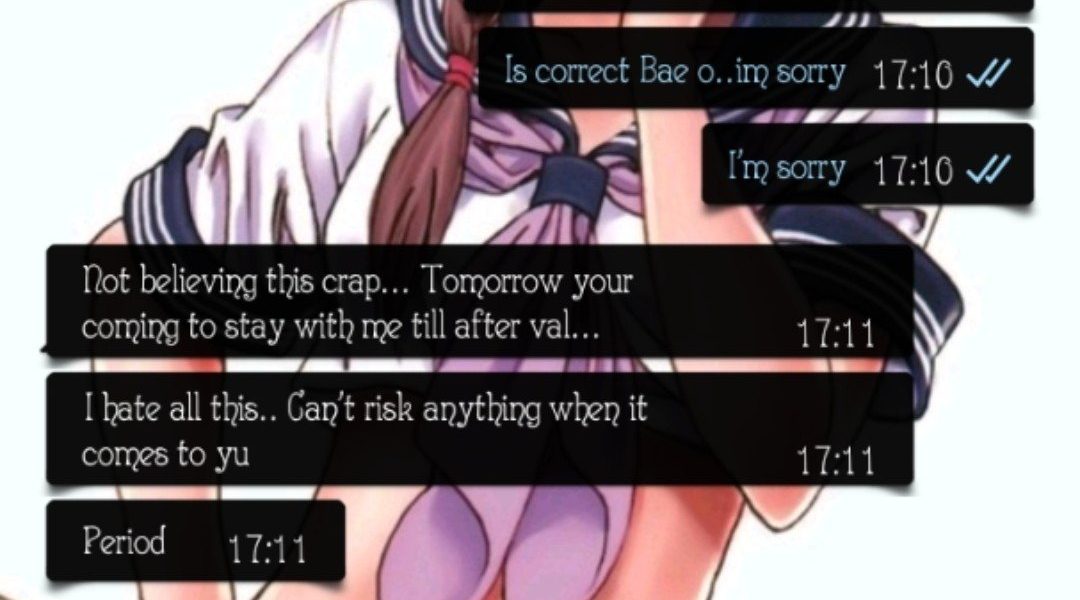 Is correct Bae o..im sorry 17:10
I'm sorry 17:10
Not believing this crap... Tomorrow your
coming to stay with me till after val... 17:11
I hate all this.. Can't risk anything when it
comes to yu 17:11
Period 17:11